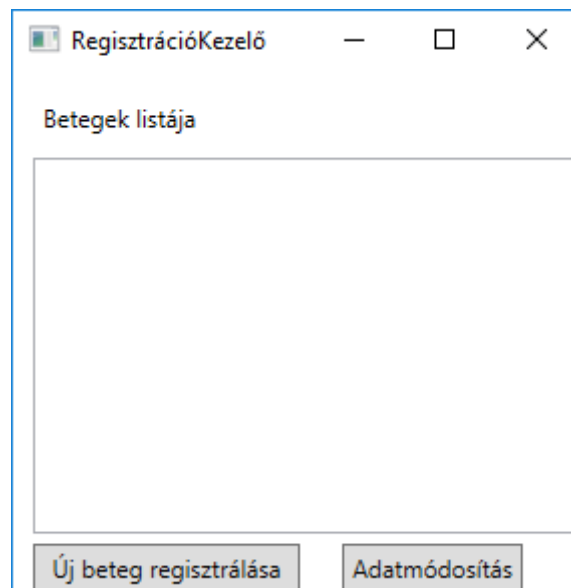 RegisztrációKezelő
Betegek listája
Új beteg regisztrálása Adatmódosítás